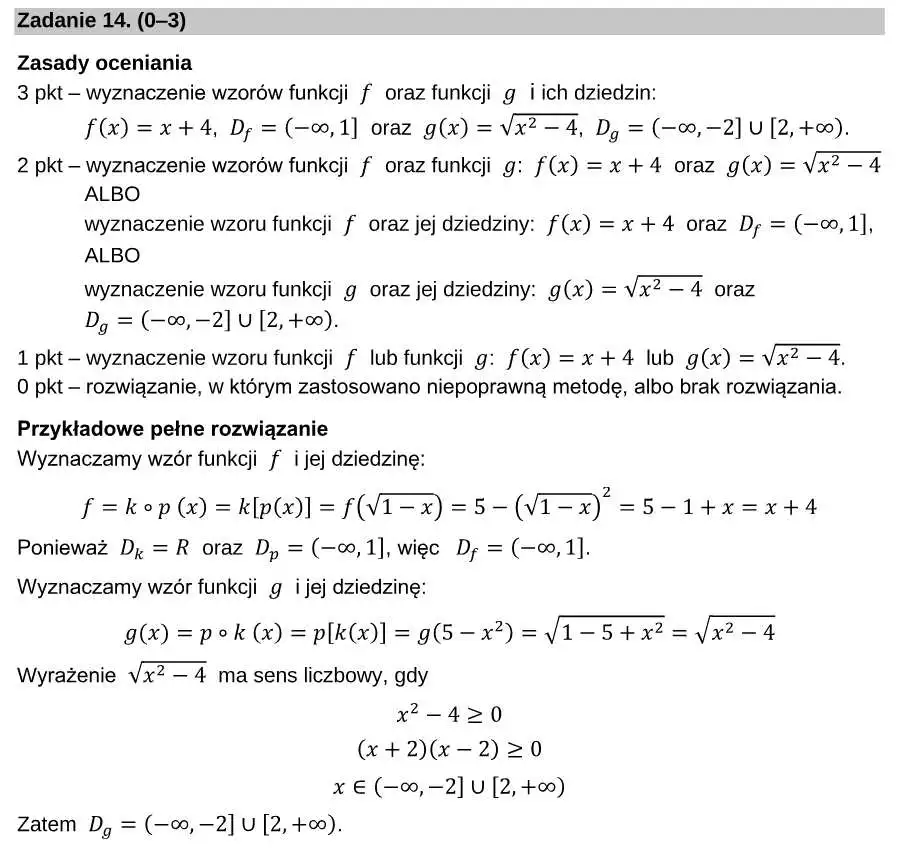 Zadanie 14. (0–3)
Zasady oceniania
3 pkt – wyznaczenie wzorów funkcji f oraz funkcji g i ich dziedzin:
f(x) = x + 4, D_f = (−∞, 1] oraz g(x) = √(x² − 4), D_g = (−∞, −2] ∪ [2, +∞).
2 pkt – wyznaczenie wzorów funkcji f oraz funkcji g: f(x) = x + 4 oraz g(x) = √(x² − 4)
ALBO
wyznaczenie wzoru funkcji f oraz jej dziedziny: f(x) = x + 4 oraz D_f = (−∞, 1],
ALBO
wyznaczenie wzoru funkcji g oraz jej dziedziny: g(x) = √(x² − 4) oraz
D_g = (−∞, −2] ∪ [2, +∞).
1 pkt – wyznaczenie wzoru funkcji f lub funkcji g: f(x) = x + 4 lub g(x) = √(x² − 4).
0 pkt – rozwiązanie, w którym zastosowano niepoprawną metodę, albo brak rozwiązania.
Przykładowe pełne rozwiązanie
Wyznaczamy wzór funkcji f i jej dziedzinę:
f = k ∘ p (x) = k[p(x)] = f(√(1 − x)) = 5 − (√(1 − x))² = 5 − 1 + x = x + 4
Ponieważ D_k = R oraz D_p = (−∞, 1], więc D_f = (−∞, 1].
Wyznaczamy wzór funkcji g i jej dziedzinę:
g(x) = p ∘ k (x) = p[k(x)] = g(5 − x²) = √(1 − 5 + x²) = √(x² − 4)
Wyrażenie √(x² − 4) ma sens liczbowy, gdy
x² − 4 ≥ 0
(x + 2)(x − 2) ≥ 0
x ∈ (−∞, −2] ∪ [2, +∞)
Zatem D_g = (−∞, −2] ∪ [2, +∞).